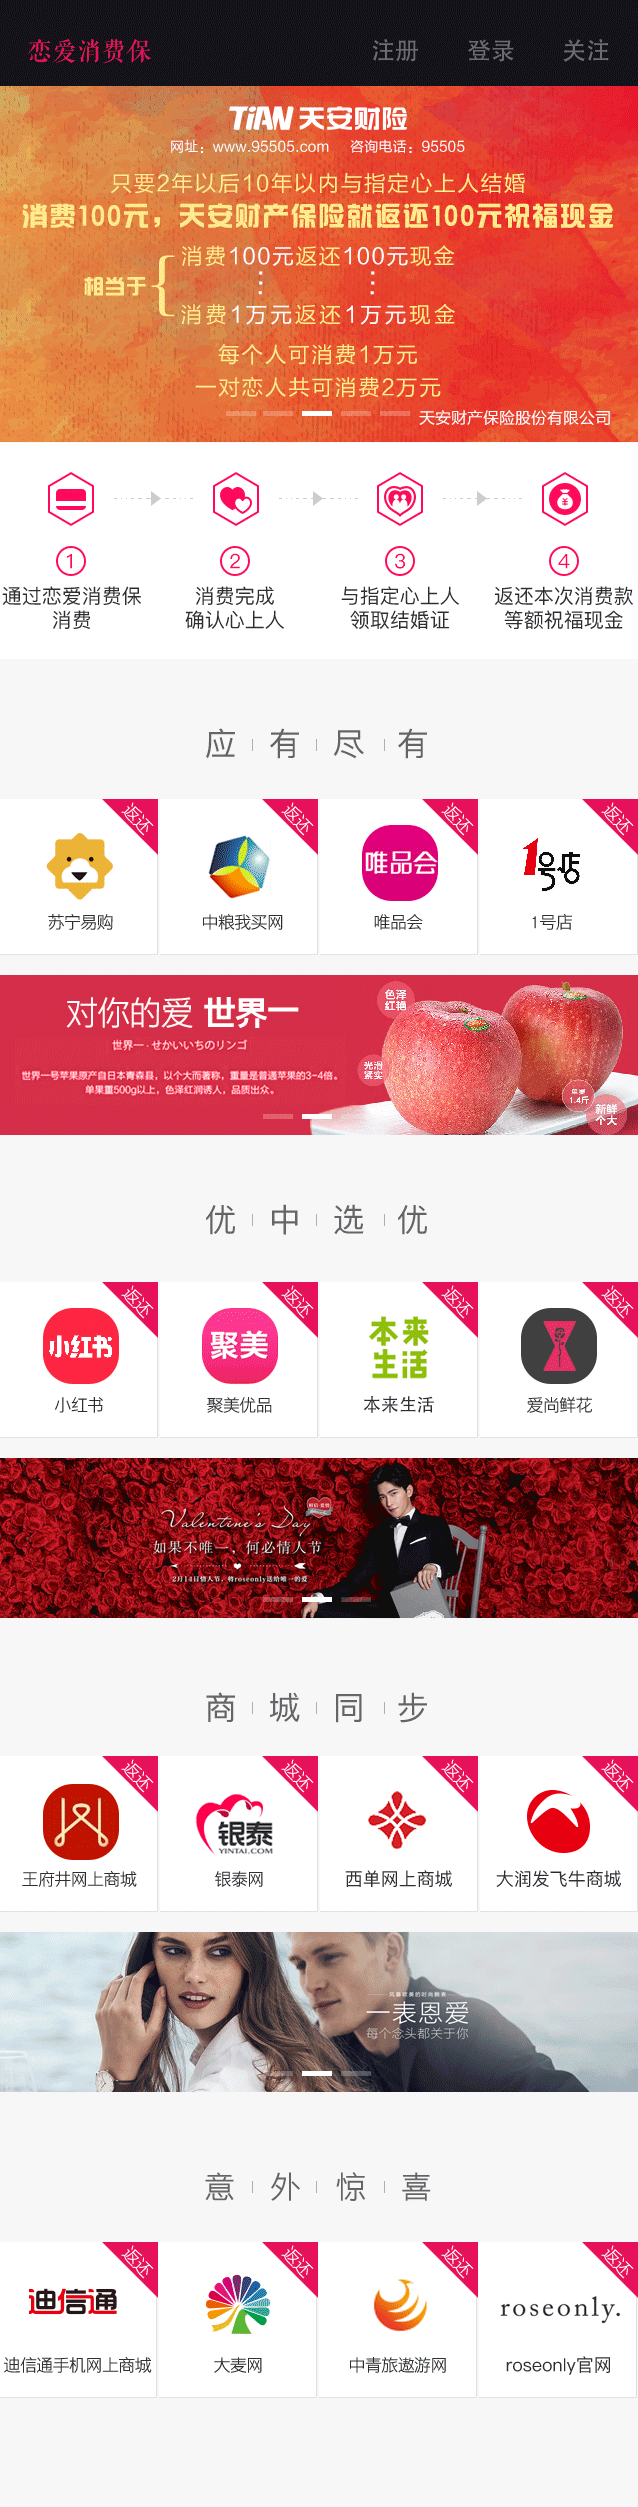 恋爱消费保 注册 登录 关注
TIAN 天安财险
网址：www.95505.com 咨询电话：95505
只要2年以后10年以内与指定心上人结婚
消费100元，天安财产保险就返还100元祝福现金
消费100元返还100元现金
相当于
消费1万元返还1万元现金
每个人可消费1万元
一对恋人共可消费2万元
天安财产保险股份有限公司
1 2 3 4
通过恋爱消费保 消费完成 与指定心上人 返还本次消费款
消费 确认心上人 领取结婚证 等额祝福现金
应 有 尽 有
返还 返还 返还 返还
唯品会 1号店
苏宁易购 中粮我买网 唯品会 1号店
对你的爱 世界一
色泽
红艳
世界一 · せかいいちのリンゴ
世界一号苹果原产自日本青森县，以个大而著称，重量是普通苹果的3-4倍。
单果重500g以上，色泽红润诱人，品质出众。
光滑
紧实
1.4斤
新鲜
个大
优 中 选 优
返还 返还 返还 返还
小红书 聚美 本来
生活
小红书 聚美优品 本来生活 爱尚鲜花
Valentine's Day
如果不唯一，何必情人节
2月14日情人节，将roseonly送给唯一的爱
商 城 同 步
返还 返还 返还 返还
银泰
YINTAI.COM
王府井网上商城 银泰网 西单网上商城 大润发飞牛商城
一表恩爱
每个念头都关于你
意 外 惊 喜
返还 返还 返还 返还
迪信通 roseonly.
迪信通手机网上商城 大麦网 中青旅遨游网 roseonly官网